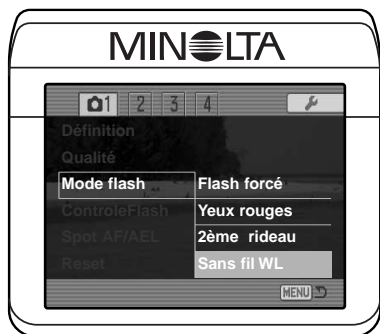 MINOLTA
1 2 3 4
Définition
Qualité
Mode flash Flash forcé
ControleFlash Yeux rouges
Spot AF/AEL 2ème rideau
Reset Sans fil WL
MENU